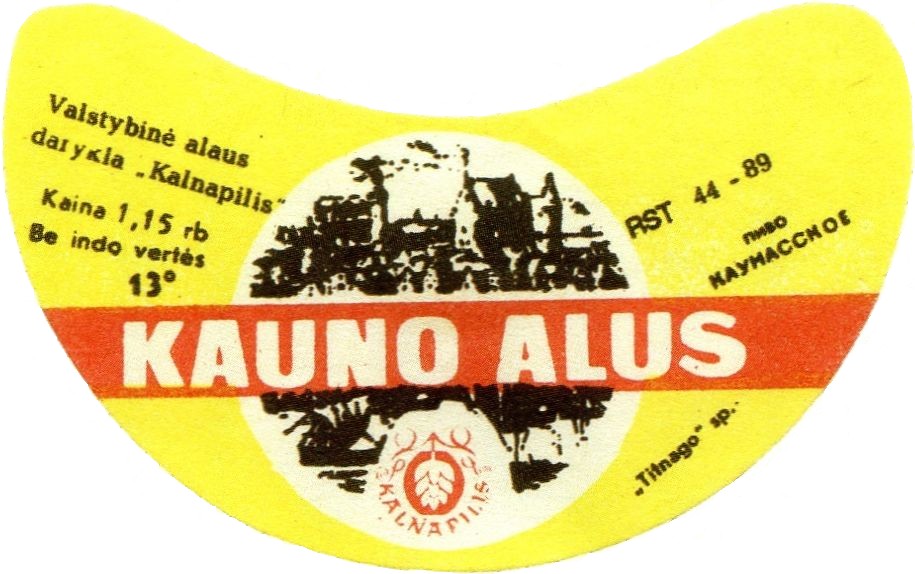 Valstybinė alaus
darykla „Kalnapilis"
Kaina 1,15 rb
Be indo vertės
13°
RST 44 - 89
пиво
КАУНАССКОЕ
KAUNO ALUS
„Titnago" sp.
KALNAPILIS